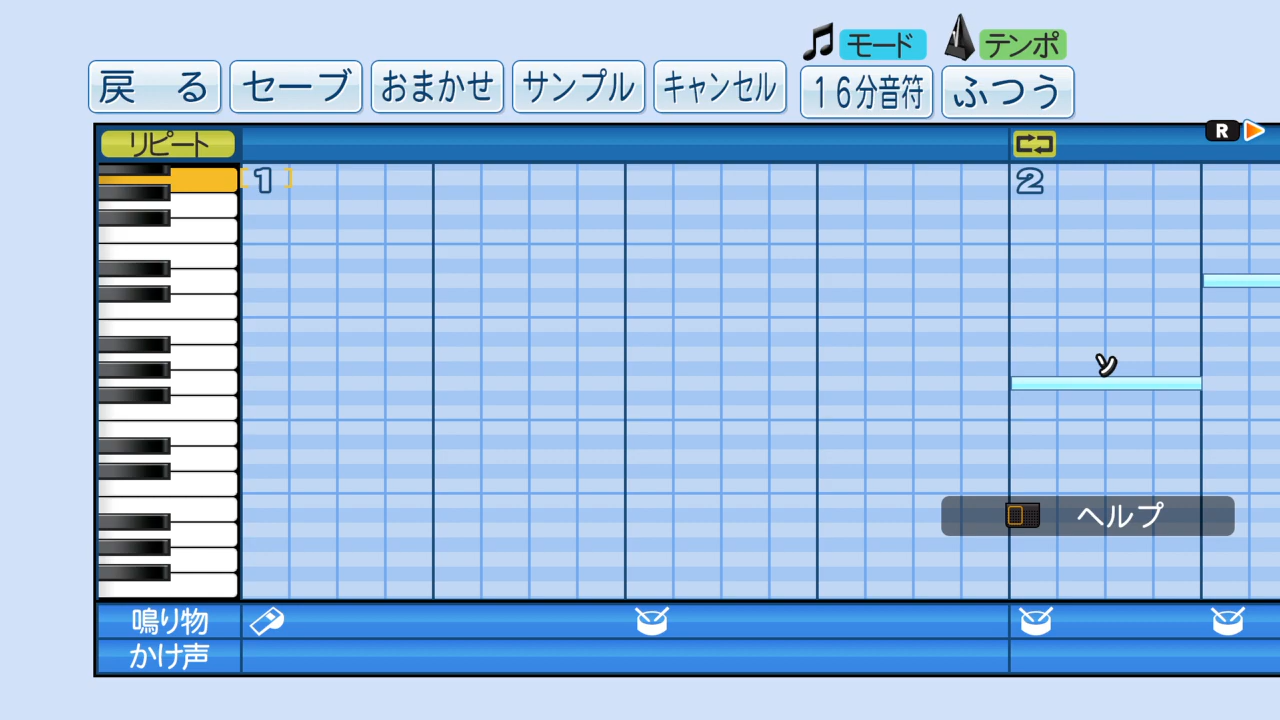 モード テンポ
戻る セーブ おまかせ サンプル キャンセル 16分音符 ふつう
リピート R
1 2
ッ
ヘルプ
鳴り物
かけ声